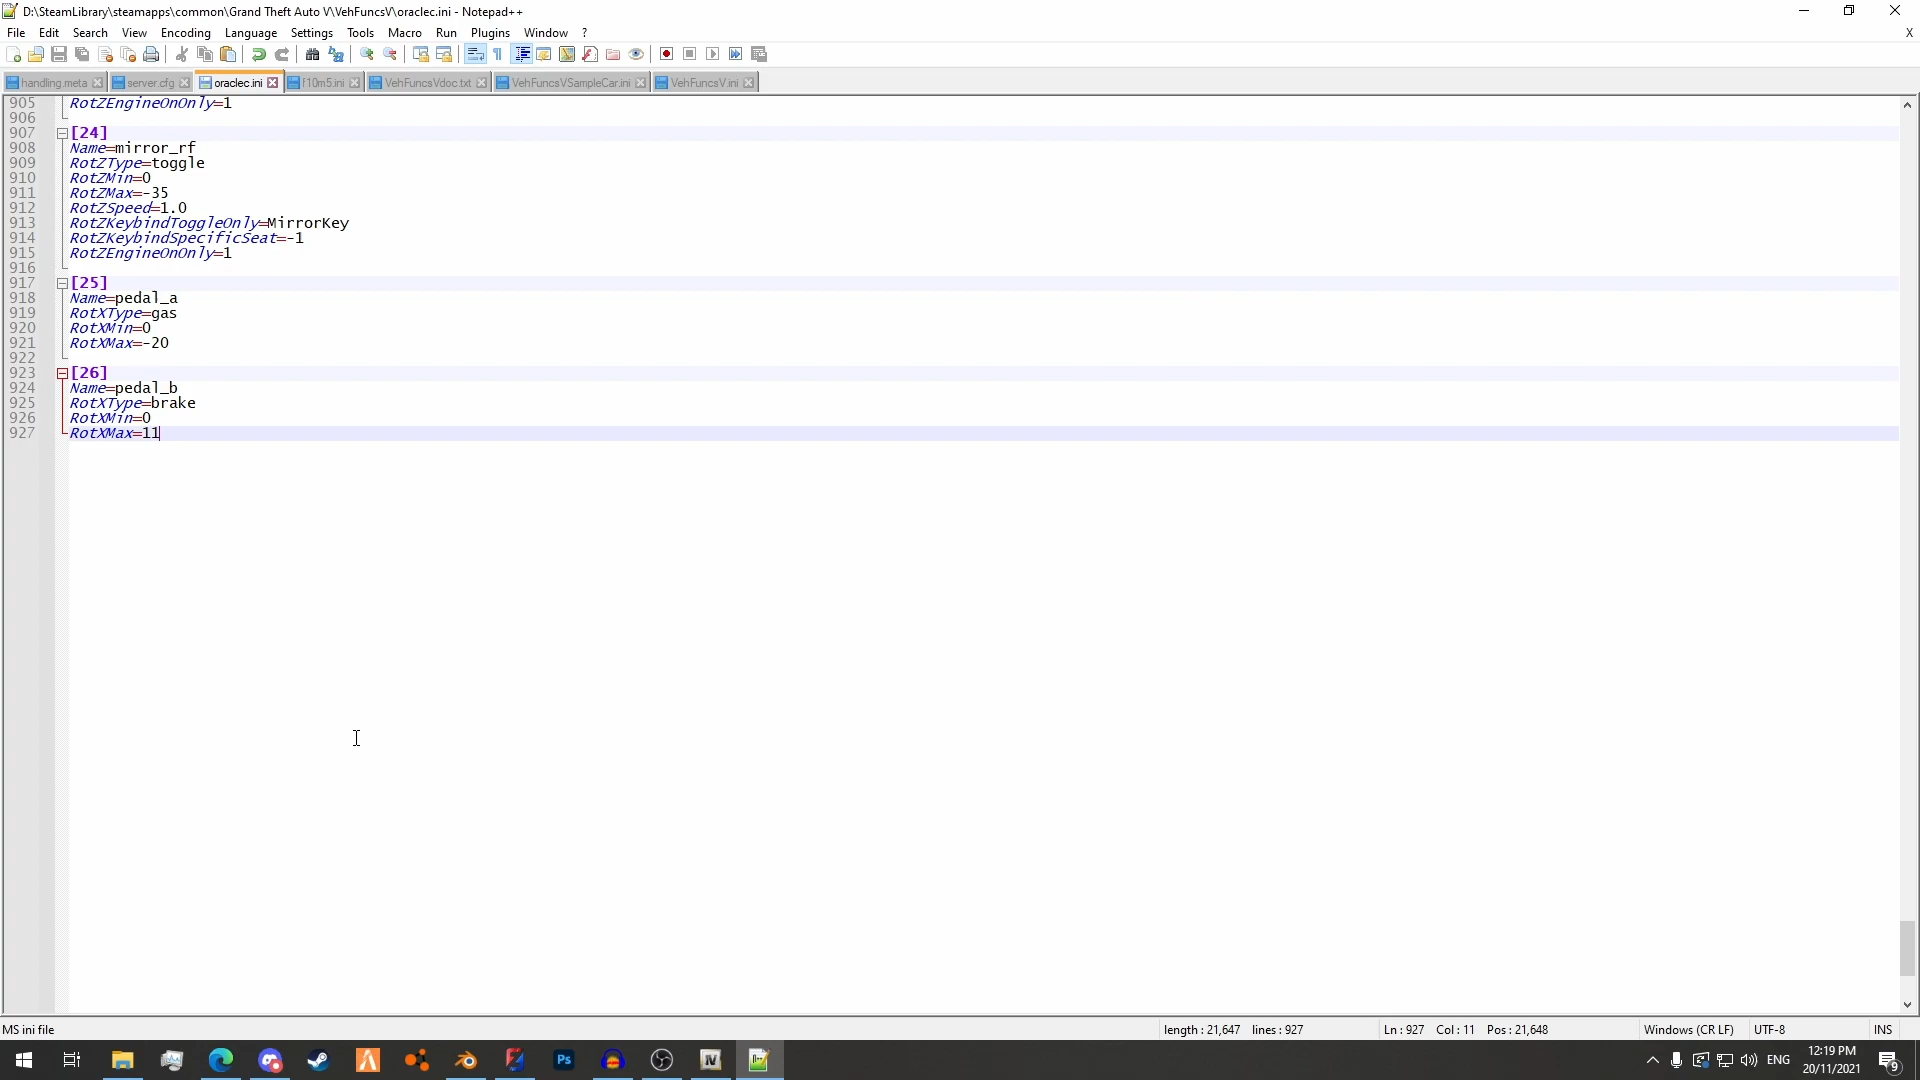 D:\SteamLibrary\steamapps\common\Grand Theft Auto V\VehFuncsV\oraclec.ini - Notepad++
File Edit Search View Encoding Language Settings Tools Macro Run Plugins Window ? X
handling.meta server.cfg oraclec.ini f10m5.ini VehFuncsVdoc.txt VehFuncsVSampleCar.ini VehFuncsV.ini
905 RotZEngineOnOnly=1
906
907 [24]
908 Name=mirror_rf
909 RotZType=toggle
910 RotZMin=0
911 RotZMax=-35
912 RotZSpeed=1.0
913 RotZKeybindToggleOnly=MirrorKey
914 RotZKeybindSpecificSeat=-1
915 RotZEngineOnOnly=1
916
917 [25]
918 Name=pedal_a
919 RotXType=gas
920 RotXMin=0
921 RotXMax=-20
922
923 [26]
924 Name=pedal_b
925 RotXType=brake
926 RotXMin=0
927 RotXMax=11
MS ini file length : 21,647 lines : 927 Ln : 927 Col : 11 Pos : 21,648 Windows (CR LF) UTF-8 INS
Ps IV ENG 12:19 PM 9
20/11/2021